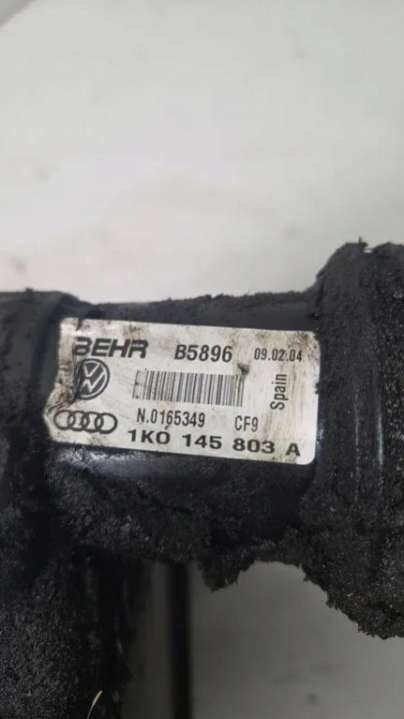 BEHR B5896 09.02.04
Spain
N.0165349 CF9
1K0 145 803 A